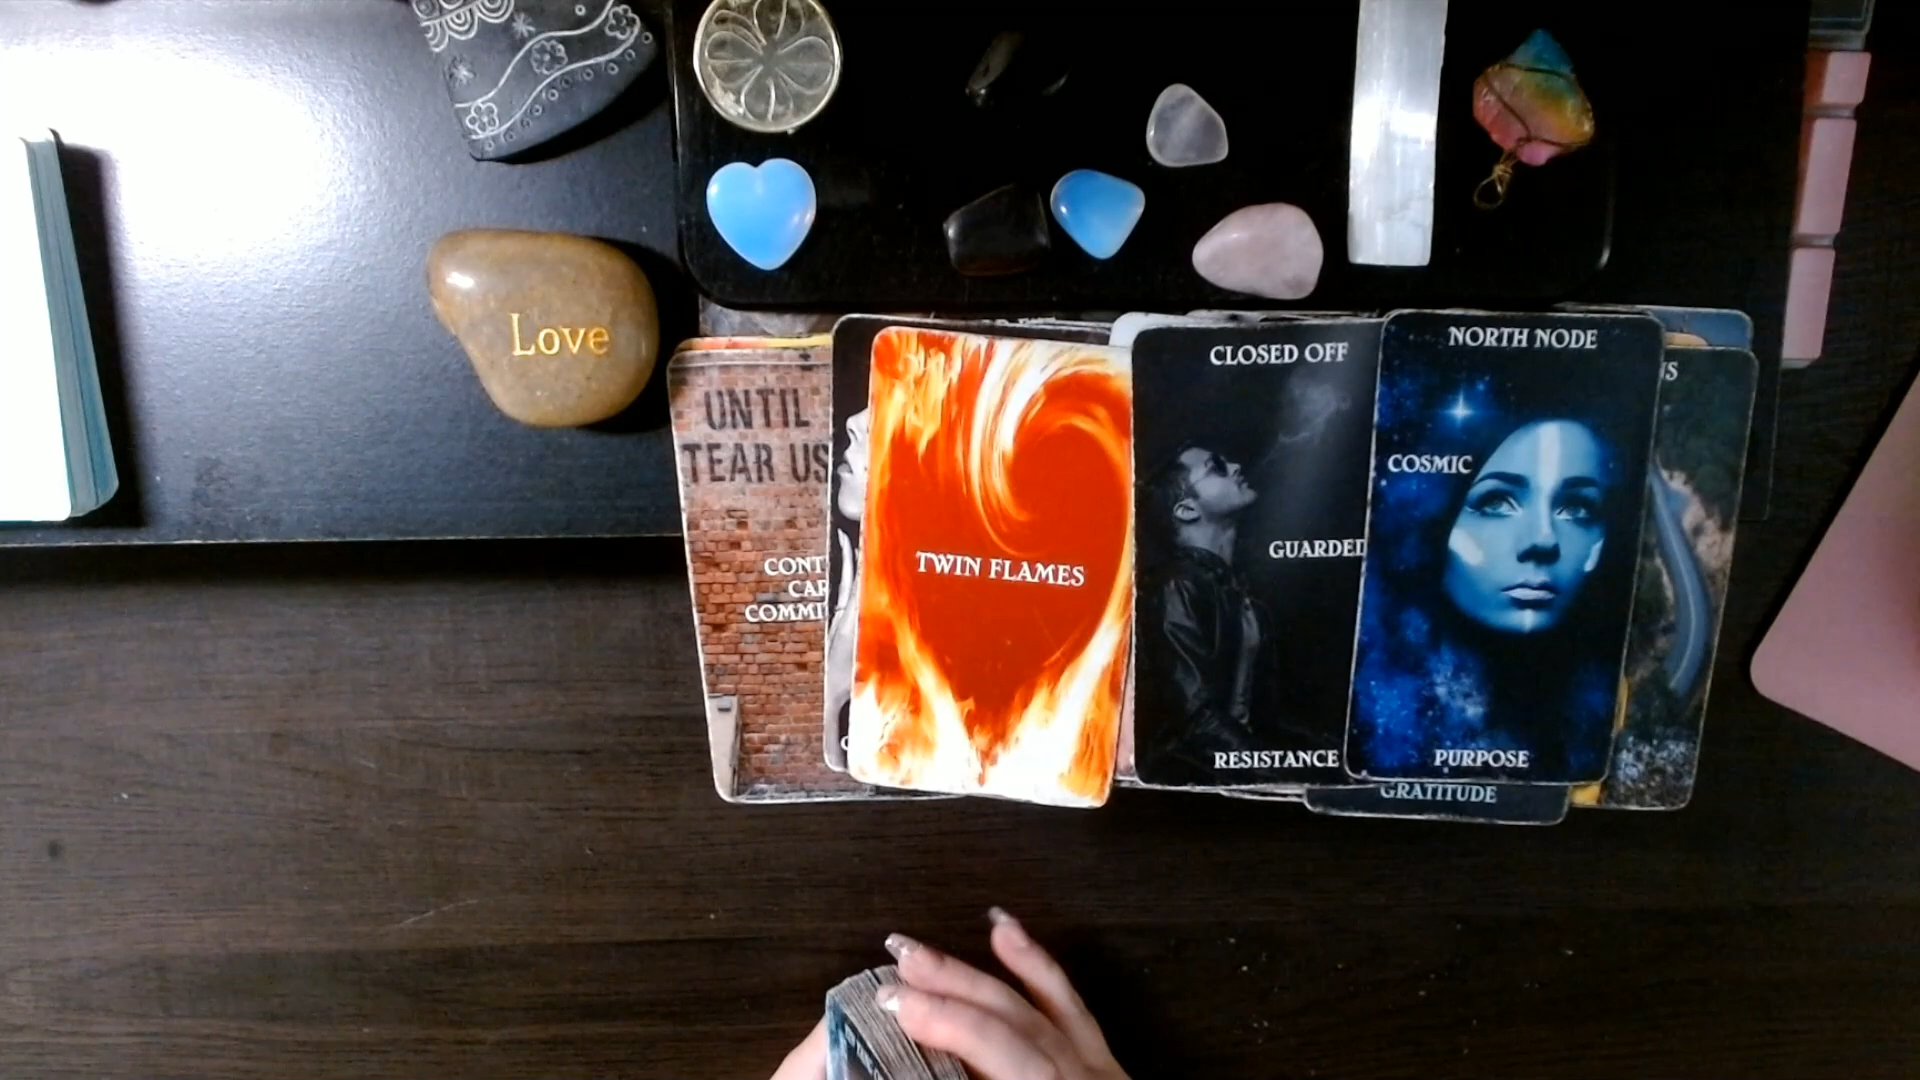 Love
UNTIL
TEAR US
TWIN FLAMES
CLOSED OFF
GUARDED
RESISTANCE
NORTH NODE
COSMIC
PURPOSE
GRATITUDE